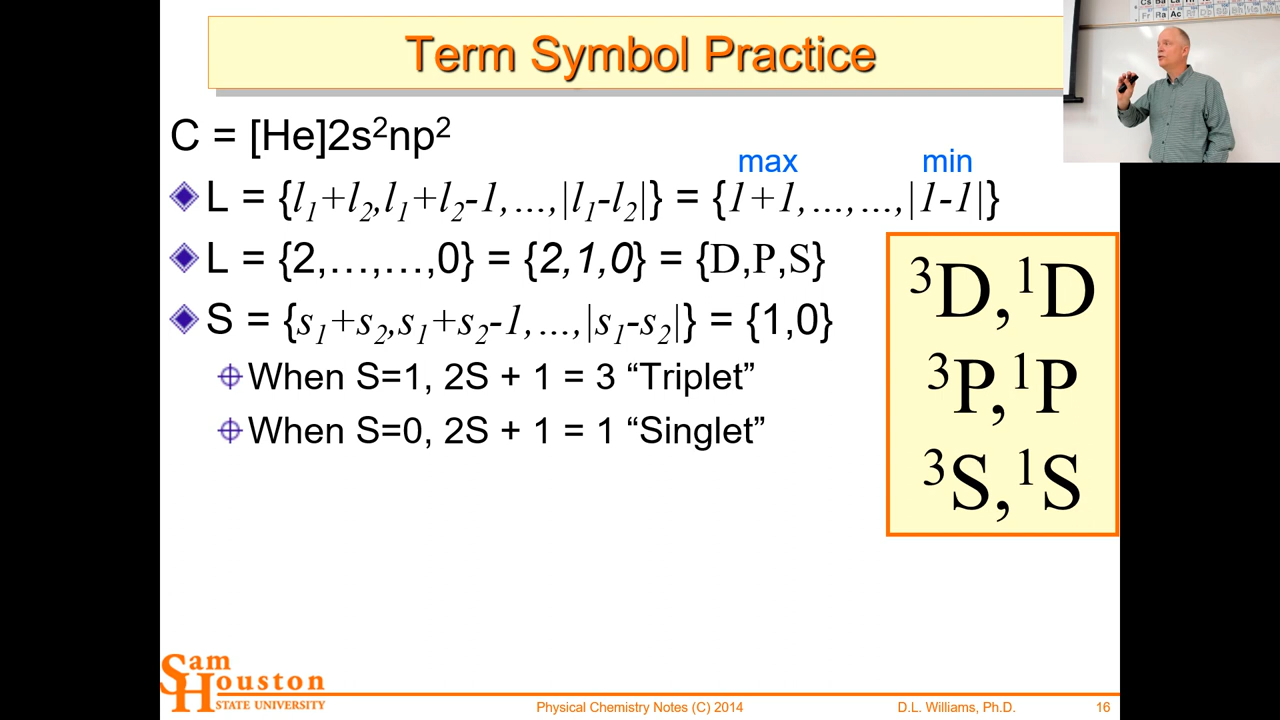 Term Symbol Practice
C = [He]2s²np²
max min
L = {l₁+l₂,l₁+l₂-1,...,|l₁-l₂|} = {1+1,...,...,|1-1|}
L = {2,...,...,0} = {2,1,0} = {D,P,S}
S = {s₁+s₂,s₁+s₂-1,...,|s₁-s₂|} = {1,0}
When S=1, 2S + 1 = 3 “Triplet”
When S=0, 2S + 1 = 1 “Singlet”
³D,¹D
³P,¹P
³S,¹S
Sam Houston
STATE UNIVERSITY
Physical Chemistry Notes (C) 2014 D.L. Williams, Ph.D. 16
Fr Ra Ac